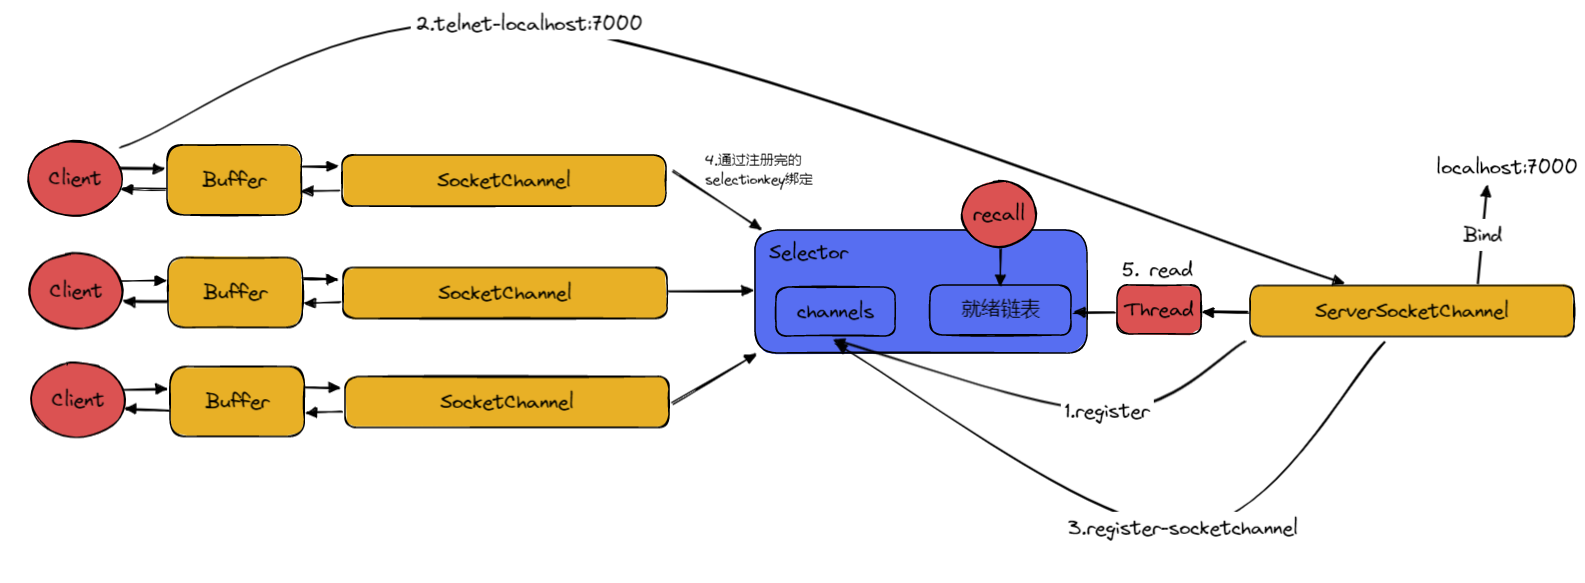 2.telnet-localhost:7000
Client
Buffer
SocketChannel
4.通过注册完的
selectionkey绑定
localhost:7000
Bind
recall
Selector
channels
就绪链表
5. read
Thread
ServerSocketChannel
Client
Buffer
SocketChannel
Client
Buffer
SocketChannel
1.register
3.register-socketchannel